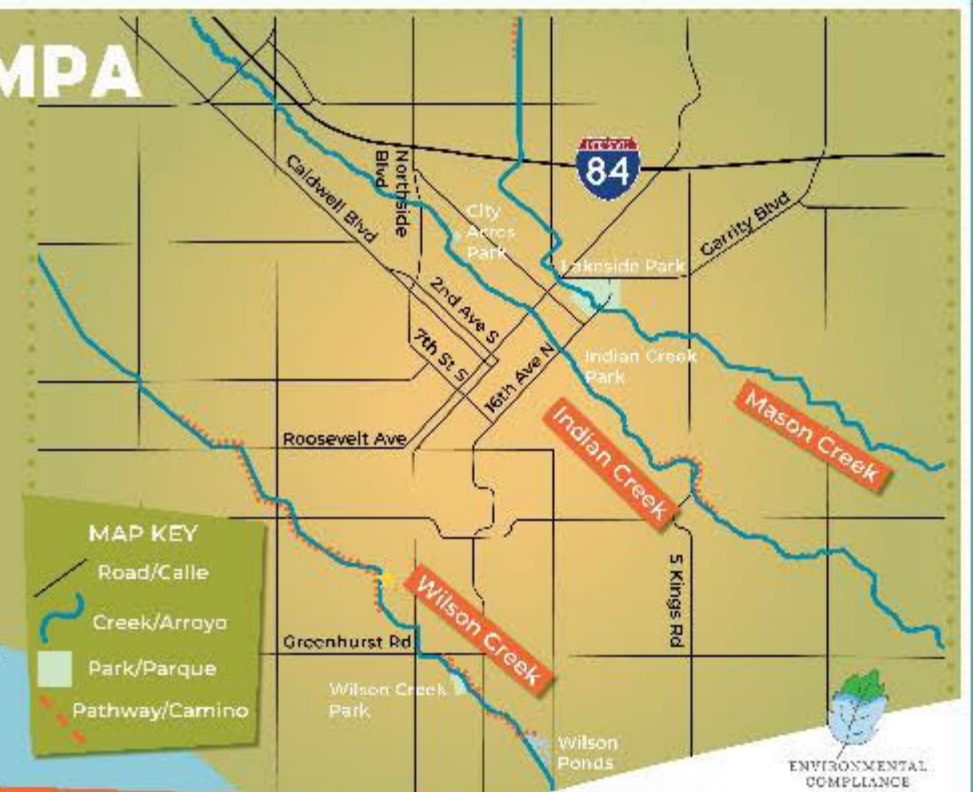 MPA
84
Caldwell Blvd
Northside
Blvd
City
Acres
Park
Garrity Blvd
Lakeside Park
2nd Ave S
7th St S
16th Ave N
Indian Creek
Park
Mason Creek
Indian Creek
Roosevelt Ave
MAP KEY
Road/Calle
Creek/Arroyo
Park/Parque
Pathway/Camino
Wilson Creek
S Kings Rd
Greenhurst Rd
Wilson Creek
Park
Wilson
Ponds
ENVIRONMENTAL
COMPLIANCE